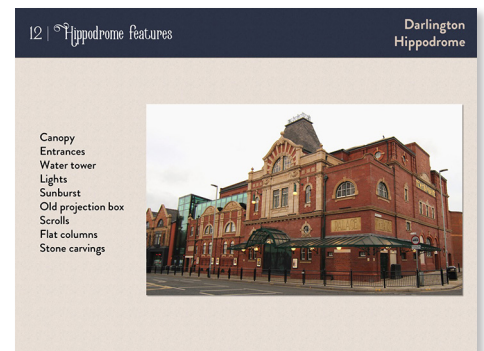 12 | Hippodrome features
Darlington
Hippodrome
Canopy
Entrances
Water tower
Lights
Sunburst
Old projection box
Scrolls
Flat columns
Stone carvings